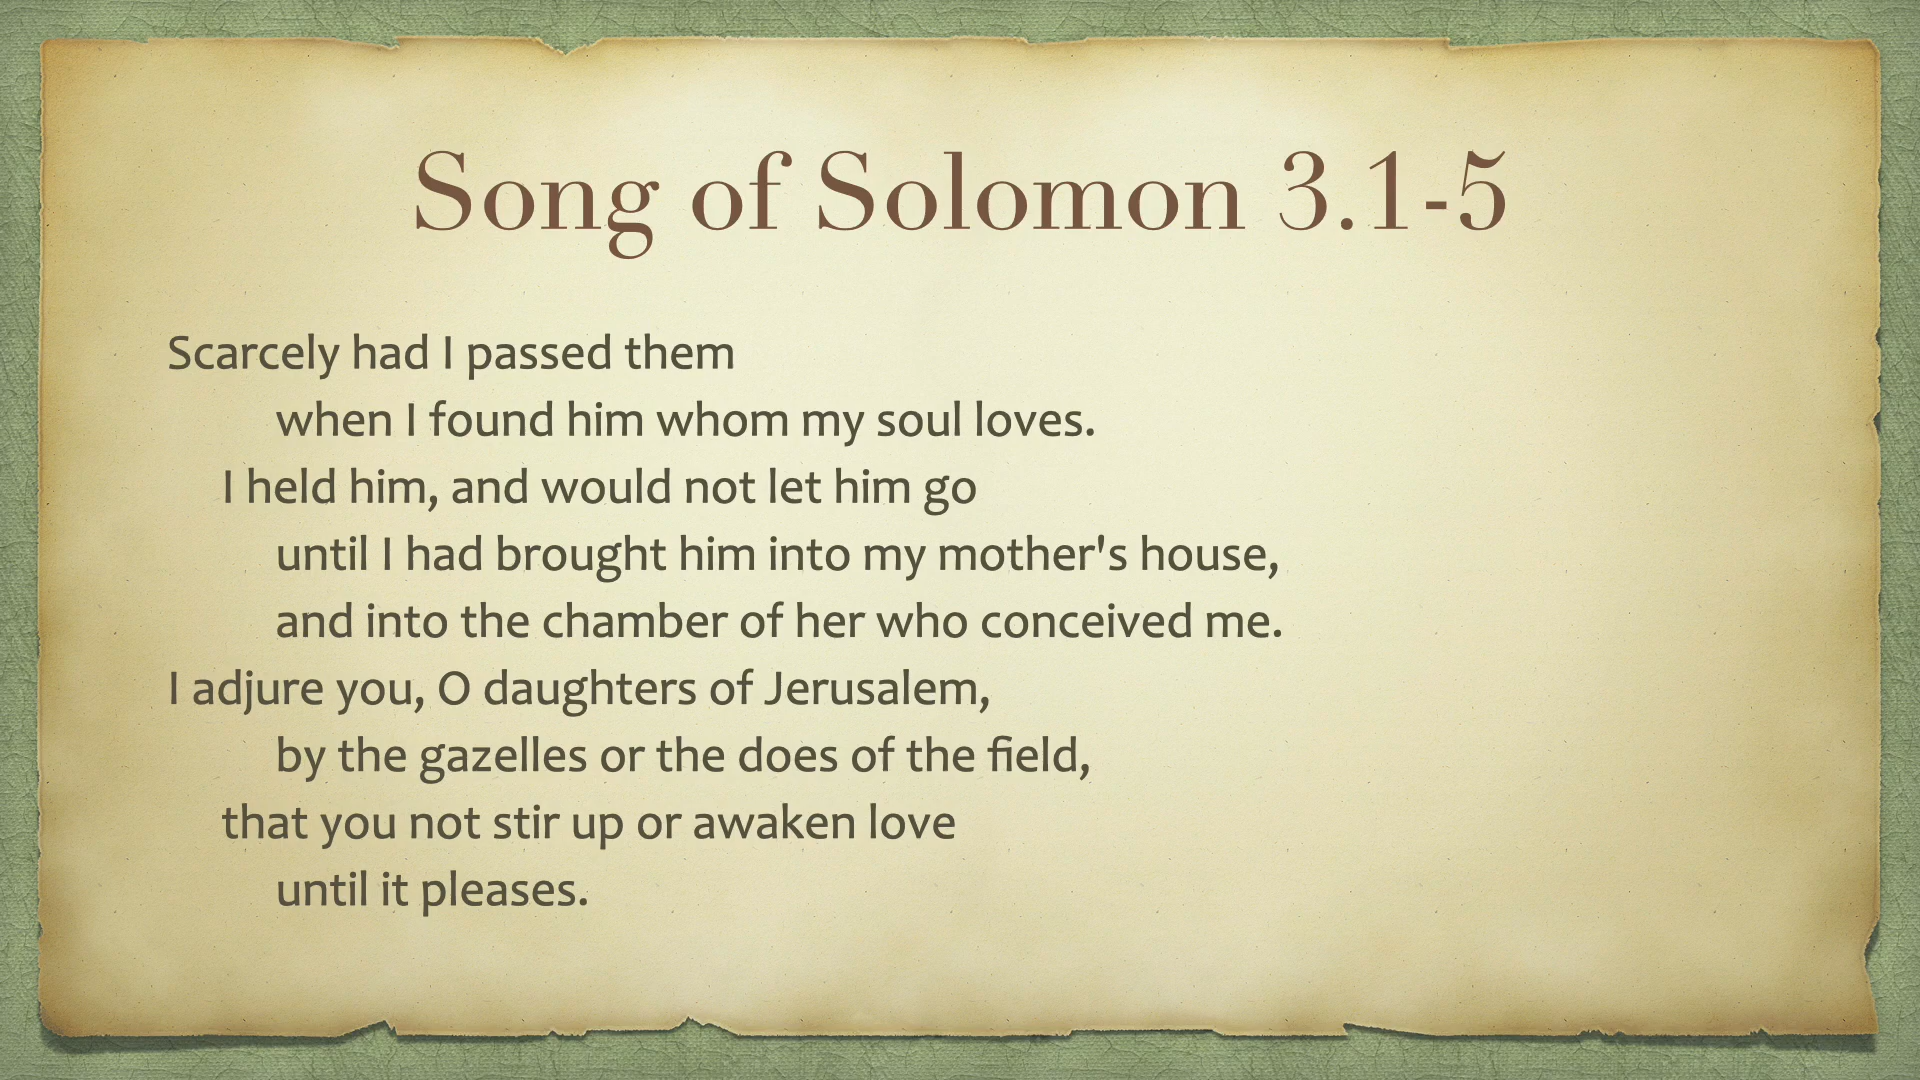 Song of Solomon 3.1-5
Scarcely had I passed them
when I found him whom my soul loves.
I held him, and would not let him go
until I had brought him into my mother's house,
and into the chamber of her who conceived me.
I adjure you, O daughters of Jerusalem,
by the gazelles or the does of the field,
that you not stir up or awaken love
until it pleases.